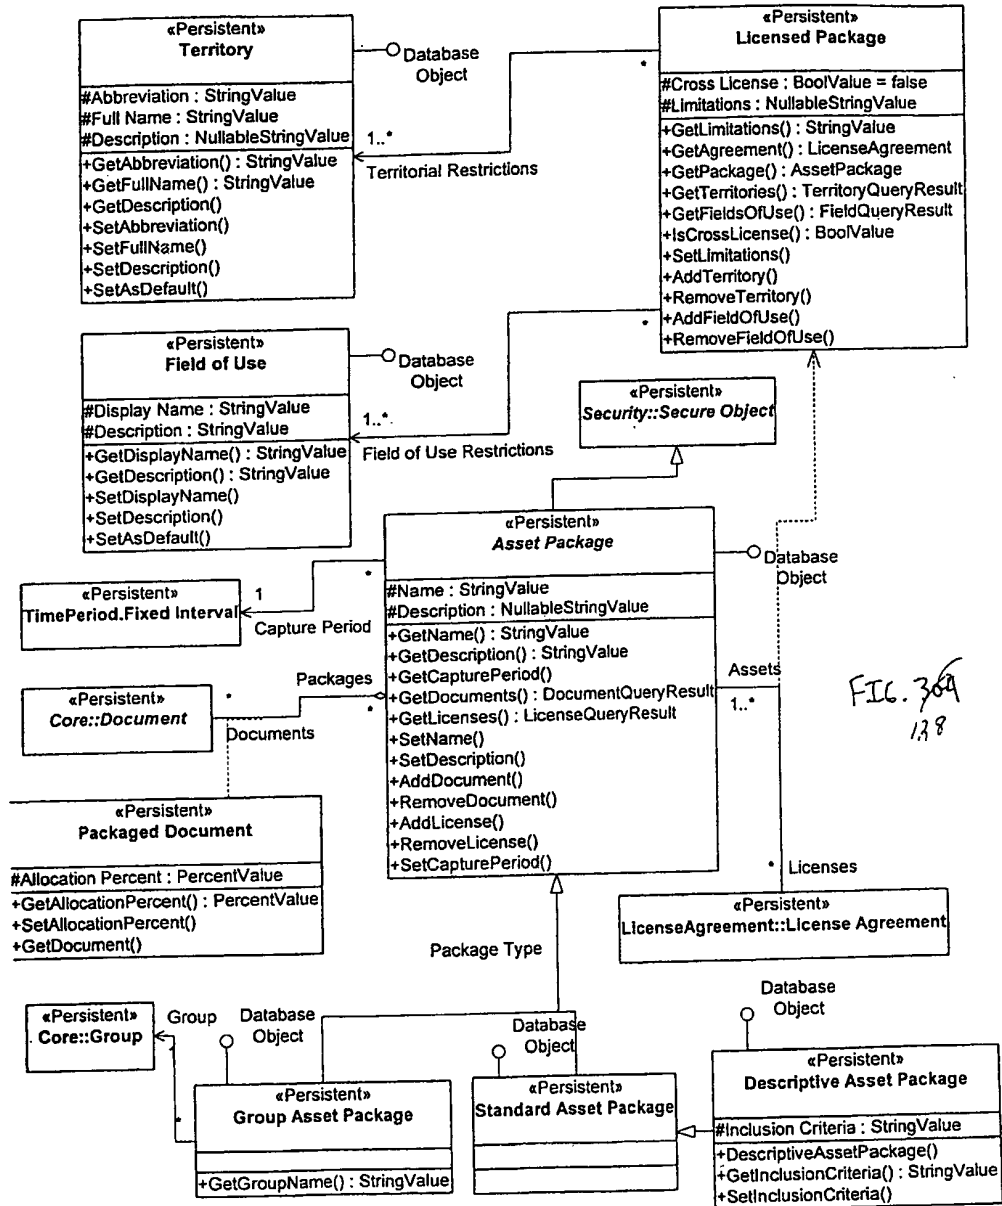 «Persistent»
Territory
Database
Object
#Abbreviation : StringValue
#Full Name : StringValue
#Description : NullableStringValue
+GetAbbreviation() : StringValue
+GetFullName() : StringValue
+GetDescription()
+SetAbbreviation()
+SetFullName()
+SetDescription()
+SetAsDefault()
1..*
Territorial Restrictions
*
«Persistent»
Licensed Package
#Cross License : BoolValue = false
#Limitations : NullableStringValue
+GetLimitations() : StringValue
+GetAgreement() : LicenseAgreement
+GetPackage() : AssetPackage
+GetTerritories() : TerritoryQueryResult
+GetFieldsOfUse() : FieldQueryResult
+IsCrossLicense() : BoolValue
+SetLimitations()
+AddTerritory()
+RemoveTerritory()
+AddFieldOfUse()
+RemoveFieldOfUse()
«Persistent»
Field of Use
Database
Object
#Display Name : StringValue
#Description : StringValue
+GetDisplayName() : StringValue
+GetDescription() : StringValue
+SetDisplayName()
+SetDescription()
+SetAsDefault()
1..*
Field of Use Restrictions
*
«Persistent»
Security::Secure Object
«Persistent»
Asset Package
Database
Object
#Name : StringValue
#Description : NullableStringValue
+GetName() : StringValue
+GetDescription() : StringValue
+GetCapturePeriod()
+GetDocuments() : DocumentQueryResult
+GetLicenses() : LicenseQueryResult
+SetName()
+SetDescription()
+AddDocument()
+RemoveDocument()
+AddLicense()
+RemoveLicense()
+SetCapturePeriod()
«Persistent»
TimePeriod.Fixed Interval
1
*
Capture Period
Packages
*
«Persistent»
Core::Document
*
Documents
Assets
1..*
FIG.
138
«Persistent»
Packaged Document
#Allocation Percent : PercentValue
+GetAllocationPercent() : PercentValue
+SetAllocationPercent()
+GetDocument()
* Licenses
«Persistent»
LicenseAgreement::License Agreement
Package Type
«Persistent»
Core::Group
Group
*
Database
Object
«Persistent»
Group Asset Package
+GetGroupName() : StringValue
Database
Object
«Persistent»
Standard Asset Package
Database
Object
«Persistent»
Descriptive Asset Package
#Inclusion Criteria : StringValue
+DescriptiveAssetPackage()
+GetInclusionCriteria() : StringValue
+SetInclusionCriteria()